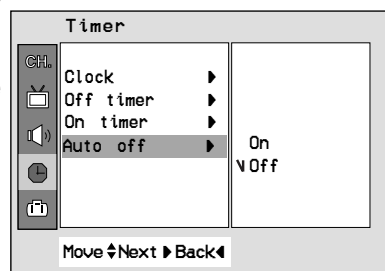 Timer
CH.
Clock
Off timer
On timer
Auto off
On
Off
Move Next Back